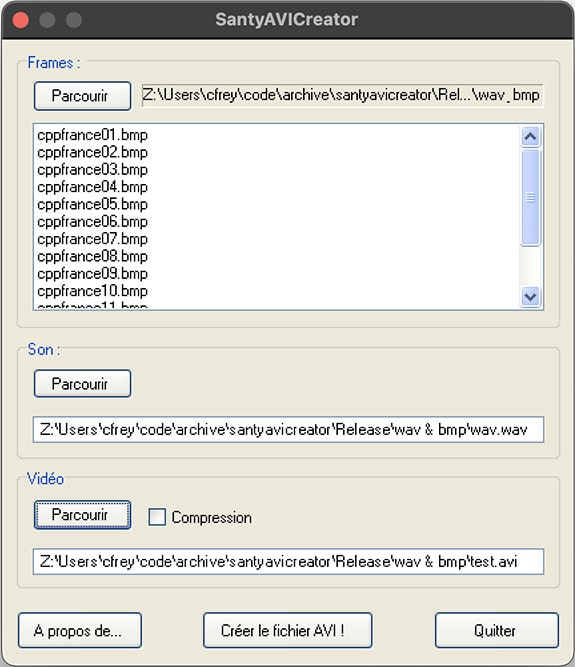 SantyAVICreator
Frames :
Parcourir
Z:\Users\cfrey\code\archive\santyavicreator\Rel...\wav_bmp
cppfrance01.bmp
cppfrance02.bmp
cppfrance03.bmp
cppfrance04.bmp
cppfrance05.bmp
cppfrance06.bmp
cppfrance07.bmp
cppfrance08.bmp
cppfrance09.bmp
cppfrance10.bmp
cppfrance11.bmp
Son :
Parcourir
Z:\Users\cfrey\code\archive\santyavicreator\Release\wav & bmp\wav.wav
Vidéo
Parcourir
Compression
Z:\Users\cfrey\code\archive\santyavicreator\Release\wav & bmp\test.avi
A propos de...
Créer le fichier AVI !
Quitter